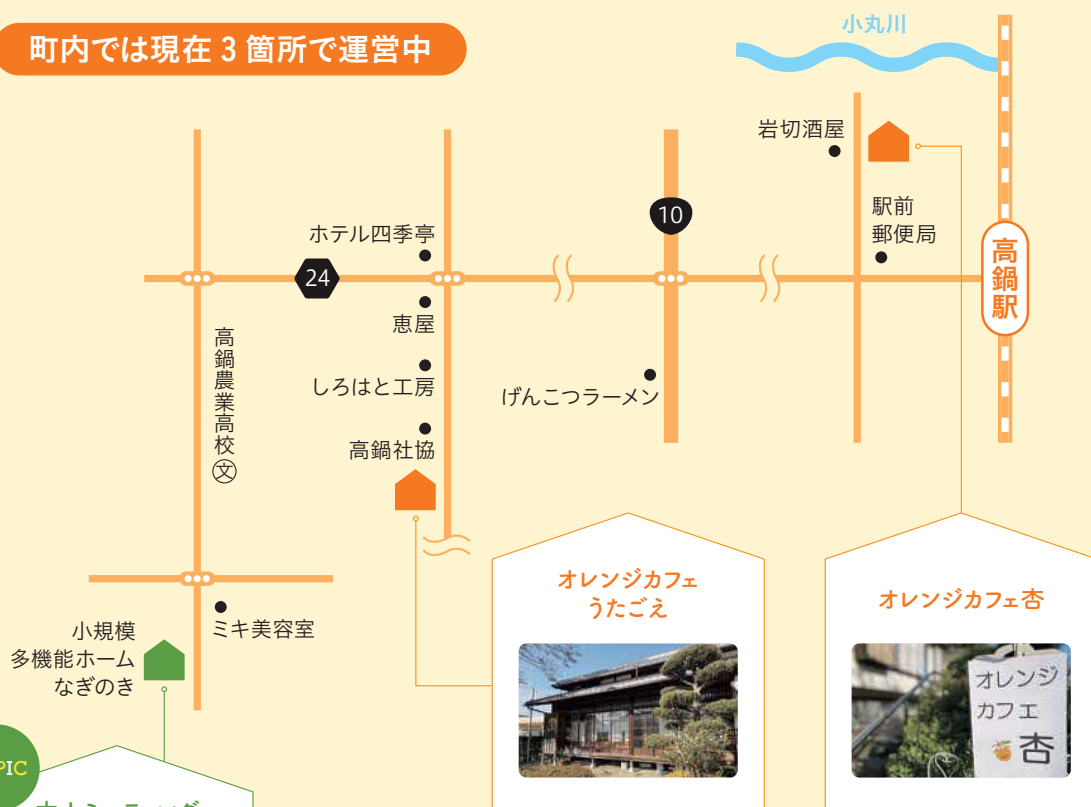 町内では現在 3 箇所で運営中
小丸川
岩切酒屋
10
駅前
郵便局
ホテル四季亭
24
高鍋駅
恵屋
高鍋農業高校 文
しろはと工房
げんこつラーメン
高鍋社協
オレンジカフェ
うたごえ
オレンジカフェ杏
ミキ美容室
小規模
多機能ホーム
なぎのき
オレンジ
カフェ
杏
PIC